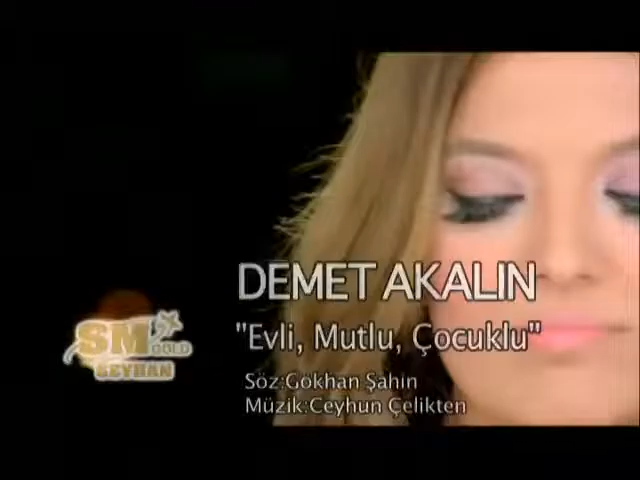 DEMET AKALIN
"Evli, Mutlu, Çocuklu"
SM GOLD
SEYHAN
Söz:Gökhan Şahin
Müzik:Ceyhun Çelikten